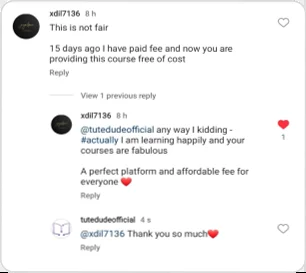 xdil7136 8 h
This is not fair
15 days ago I have paid fee and now you are
providing this course free of cost
Reply
View 1 previous reply
xdil7136 8 h
@tutedudeofficial any way I kidding -
#actually I am learning happily and your
courses are fabulous
A perfect platform and affordable fee for
everyone ❤️
Reply
1
tutedudeofficial 4 s
@xdil7136 Thank you so much❤️
Reply